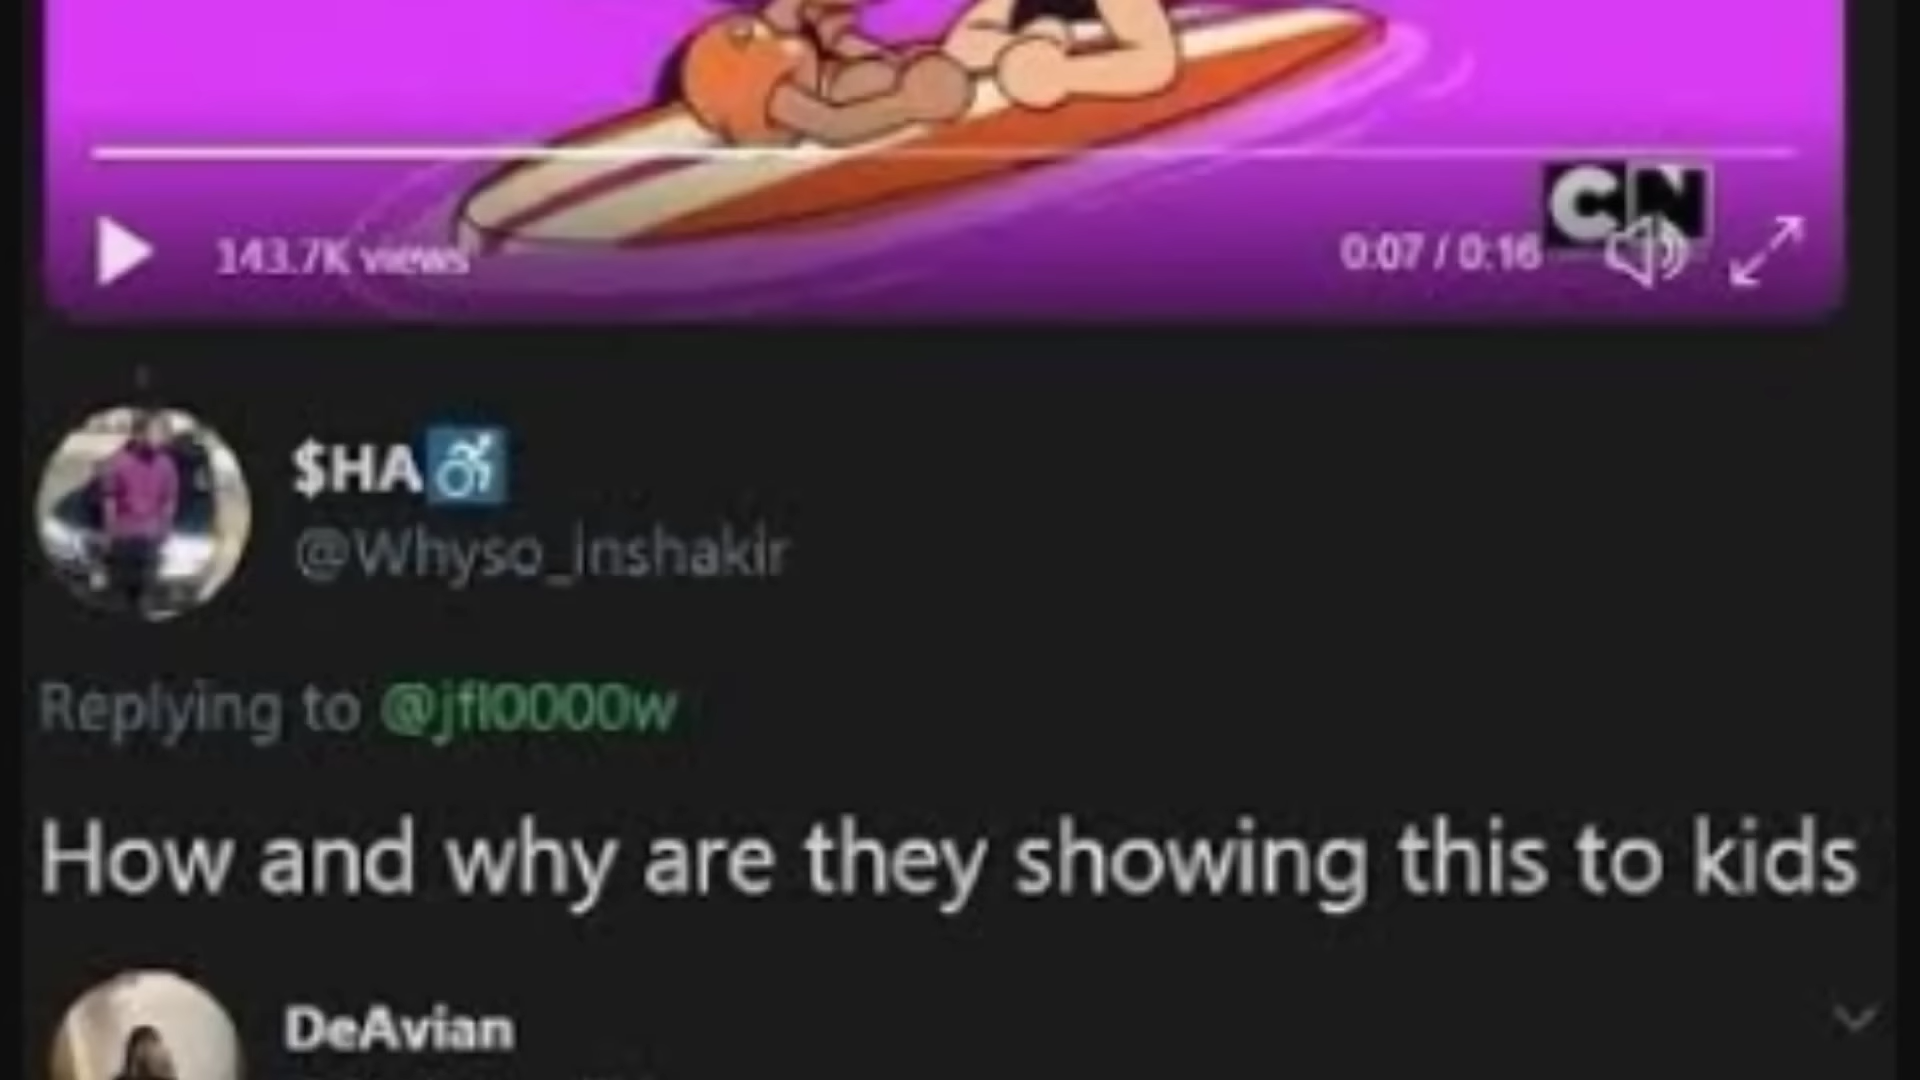 CN
143.7K views
0:07 / 0:16
$HA
@Whyso_inshakir
Replying to @jfl0000w
How and why are they showing this to kids
DeAvian